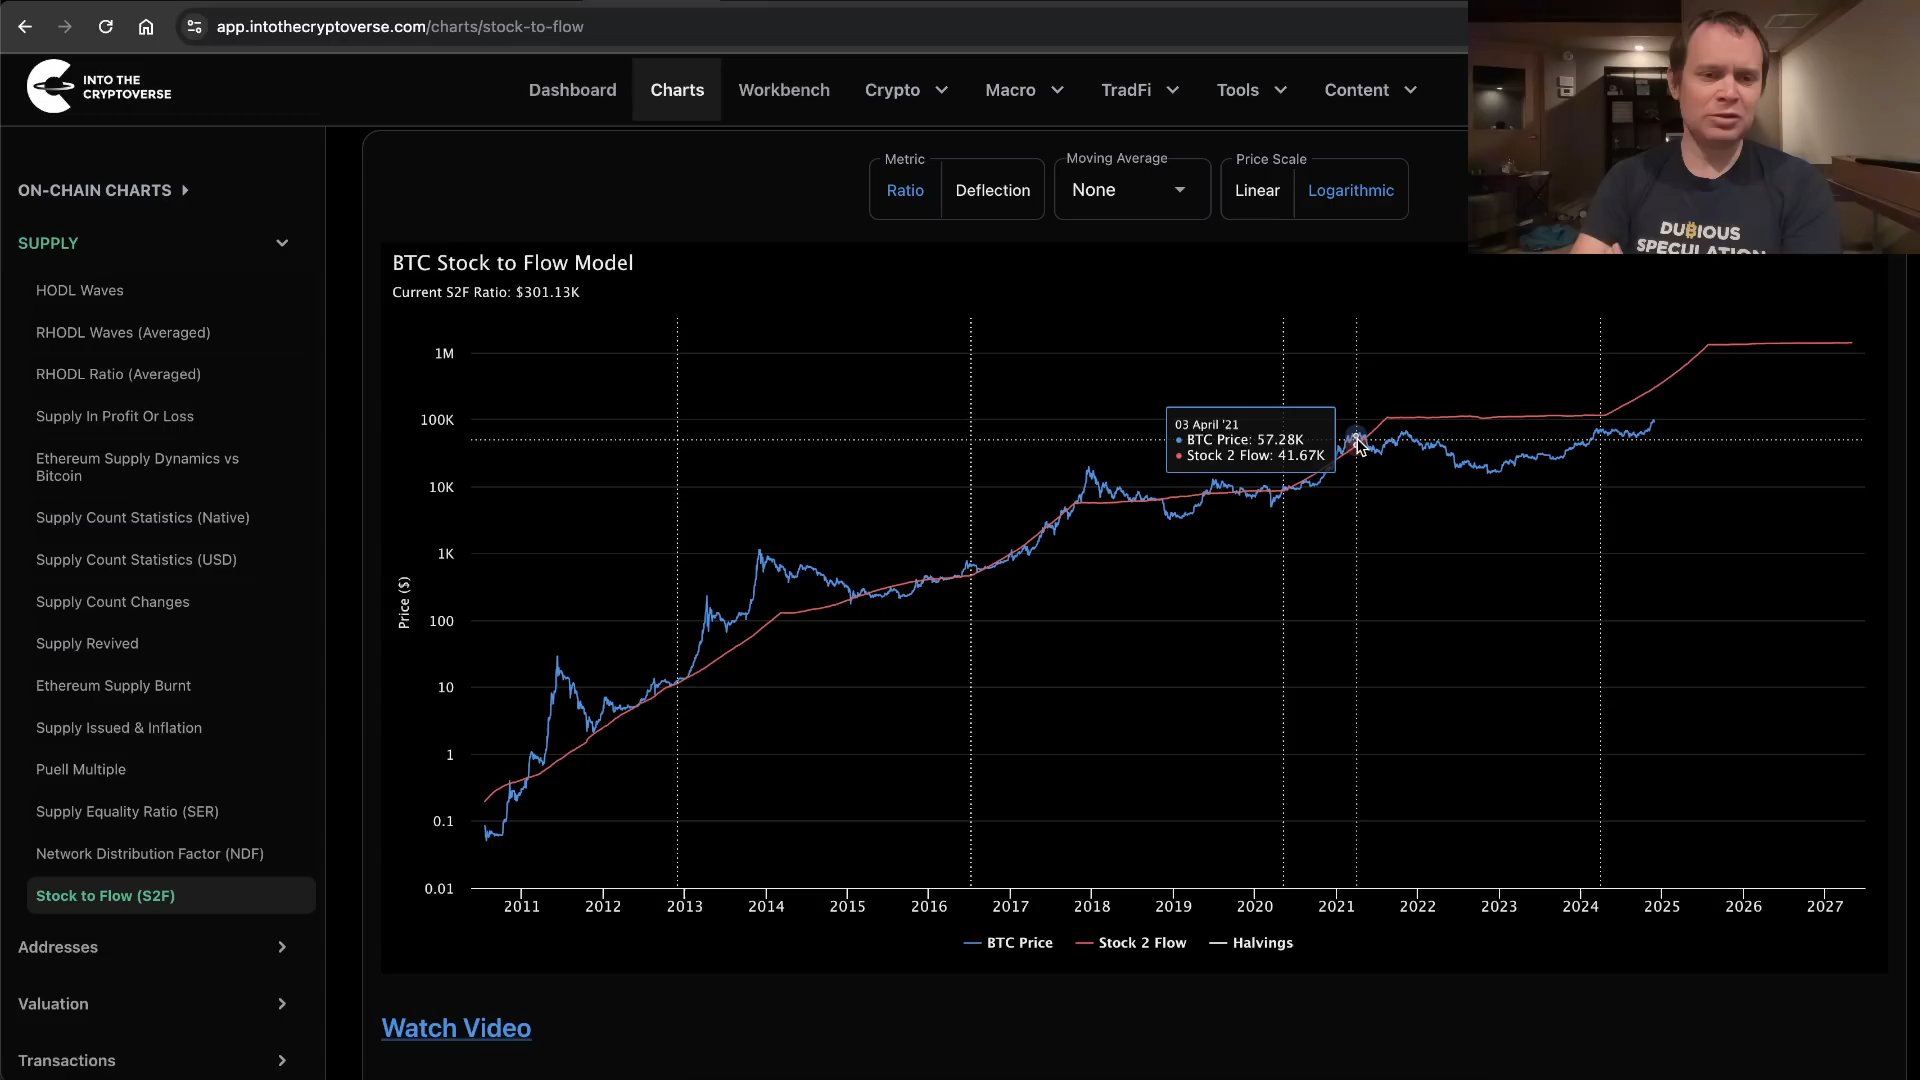 app.intothecryptoverse.com/charts/stock-to-flow
INTO THE
CRYPTOVERSE
Dashboard
Charts
Workbench
Crypto
Macro
TradFi
Tools
Content
DUBIOUS
SPECULATION
ON-CHAIN CHARTS
SUPPLY
HODL Waves
RHODL Waves (Averaged)
RHODL Ratio (Averaged)
Supply In Profit Or Loss
Ethereum Supply Dynamics vs
Bitcoin
Supply Count Statistics (Native)
Supply Count Statistics (USD)
Supply Count Changes
Supply Revived
Ethereum Supply Burnt
Supply Issued & Inflation
Puell Multiple
Supply Equality Ratio (SER)
Network Distribution Factor (NDF)
Stock to Flow (S2F)
Addresses
Valuation
Transactions
Metric
Ratio
Deflection
Moving Average
None
Price Scale
Linear
Logarithmic
BTC Stock to Flow Model
Current S2F Ratio: $301.13K
Price ($)
1M
100K
10K
1K
100
10
1
0.1
0.01
03 April '21
BTC Price: 57.28K
Stock 2 Flow: 41.67K
2011 2012 2013 2014 2015 2016 2017 2018 2019 2020 2021 2022 2023 2024 2025 2026 2027
BTC Price
Stock 2 Flow
Halvings
Watch Video